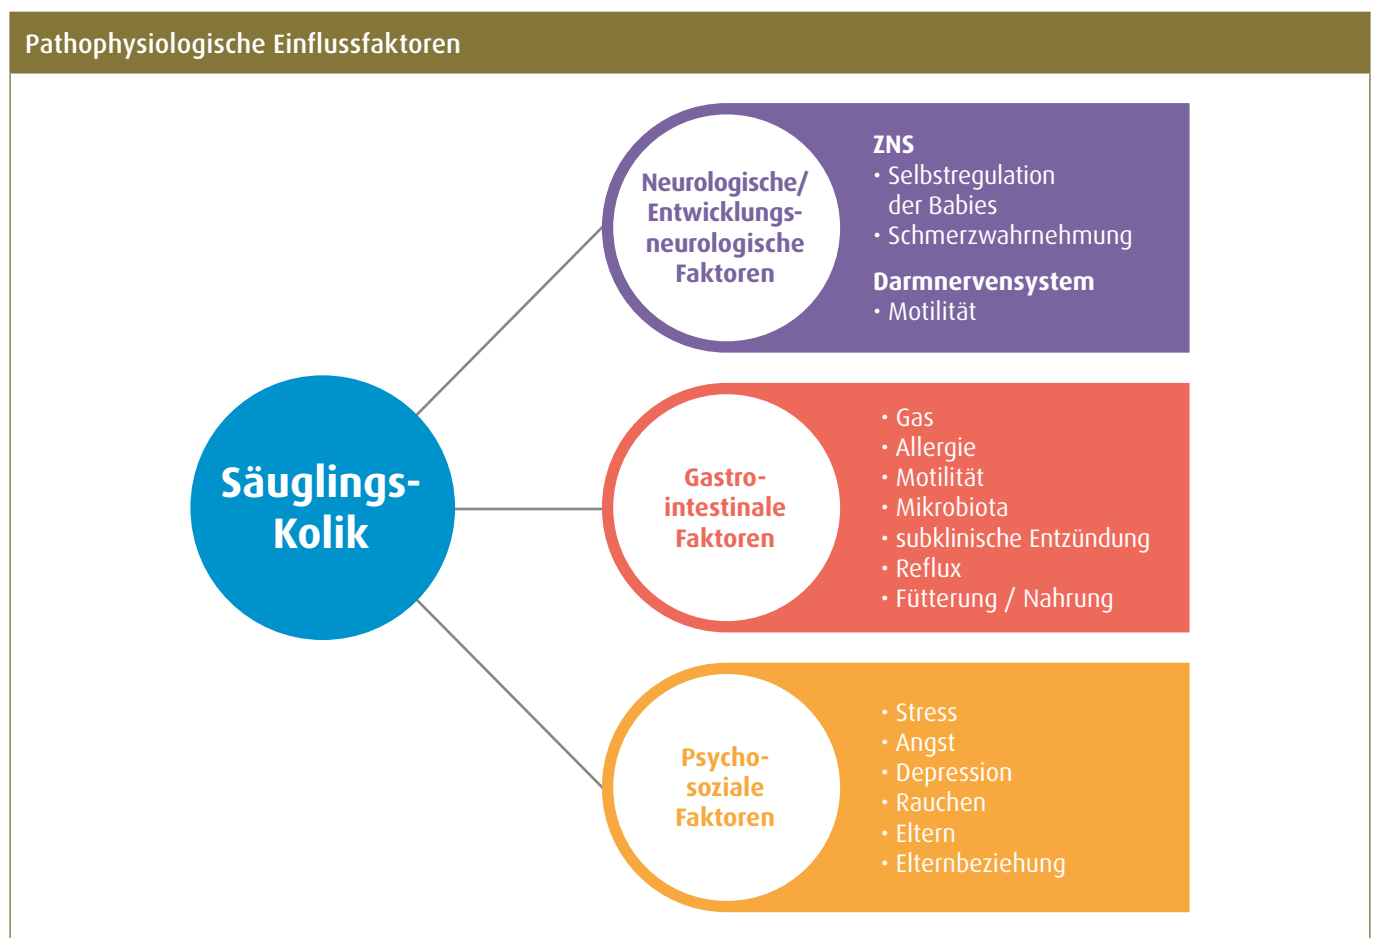 Pathophysiologische Einflussfaktoren
Säuglings-
Kolik
Neurologische/
Entwicklungs-
neurologische
Faktoren
ZNS
· Selbstregulation
der Babies
· Schmerzwahrnehmung
Darmnervensystem
· Motilität
Gastro-
intestinale
Faktoren
· Gas
· Allergie
· Motilität
· Mikrobiota
· subklinische Entzündung
· Reflux
· Fütterung / Nahrung
Psycho-
soziale
Faktoren
· Stress
· Angst
· Depression
· Rauchen
· Eltern
· Elternbeziehung